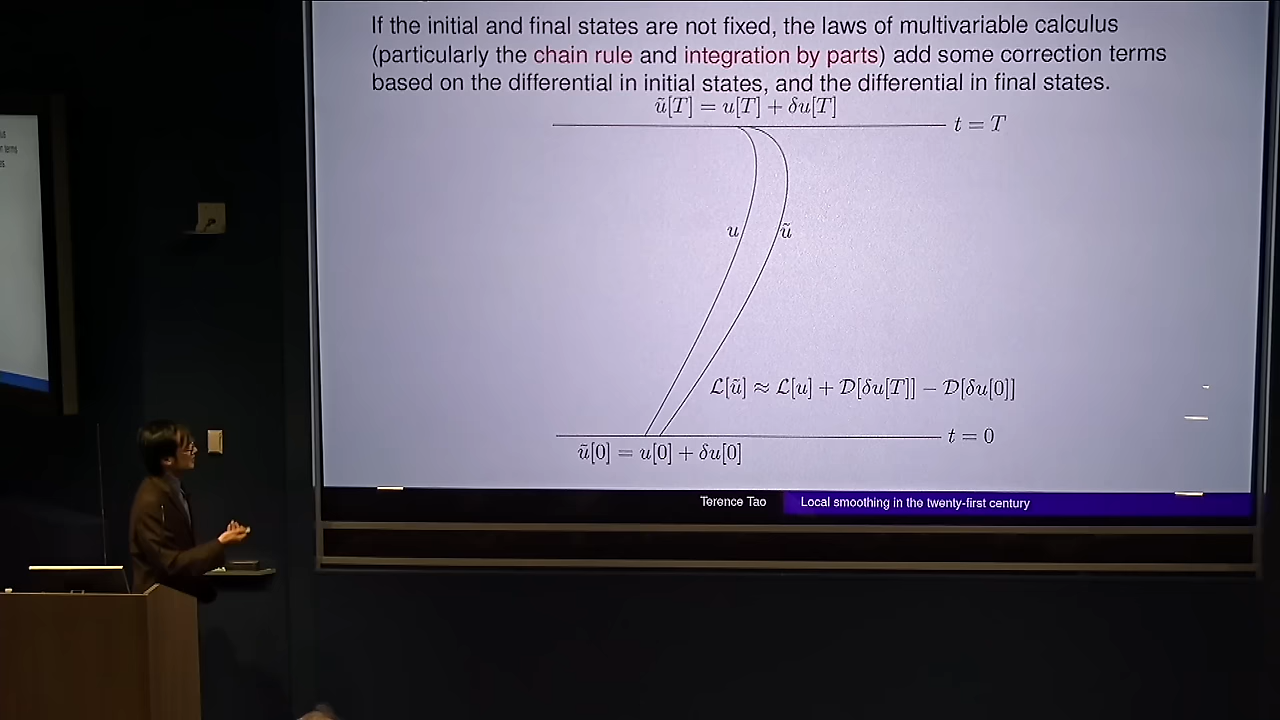 If the initial and final states are not fixed, the laws of multivariable calculus
(particularly the chain rule and integration by parts) add some correction terms
based on the differential in initial states, and the differential in final states.
ũ[T] = u[T] + δu[T]
t = T
u
ũ
ℒ[ũ] ≈ ℒ[u] + 𝒟[δu[T]] − 𝒟[δu[0]]
t = 0
ũ[0] = u[0] + δu[0]
Terence Tao
Local smoothing in the twenty-first century